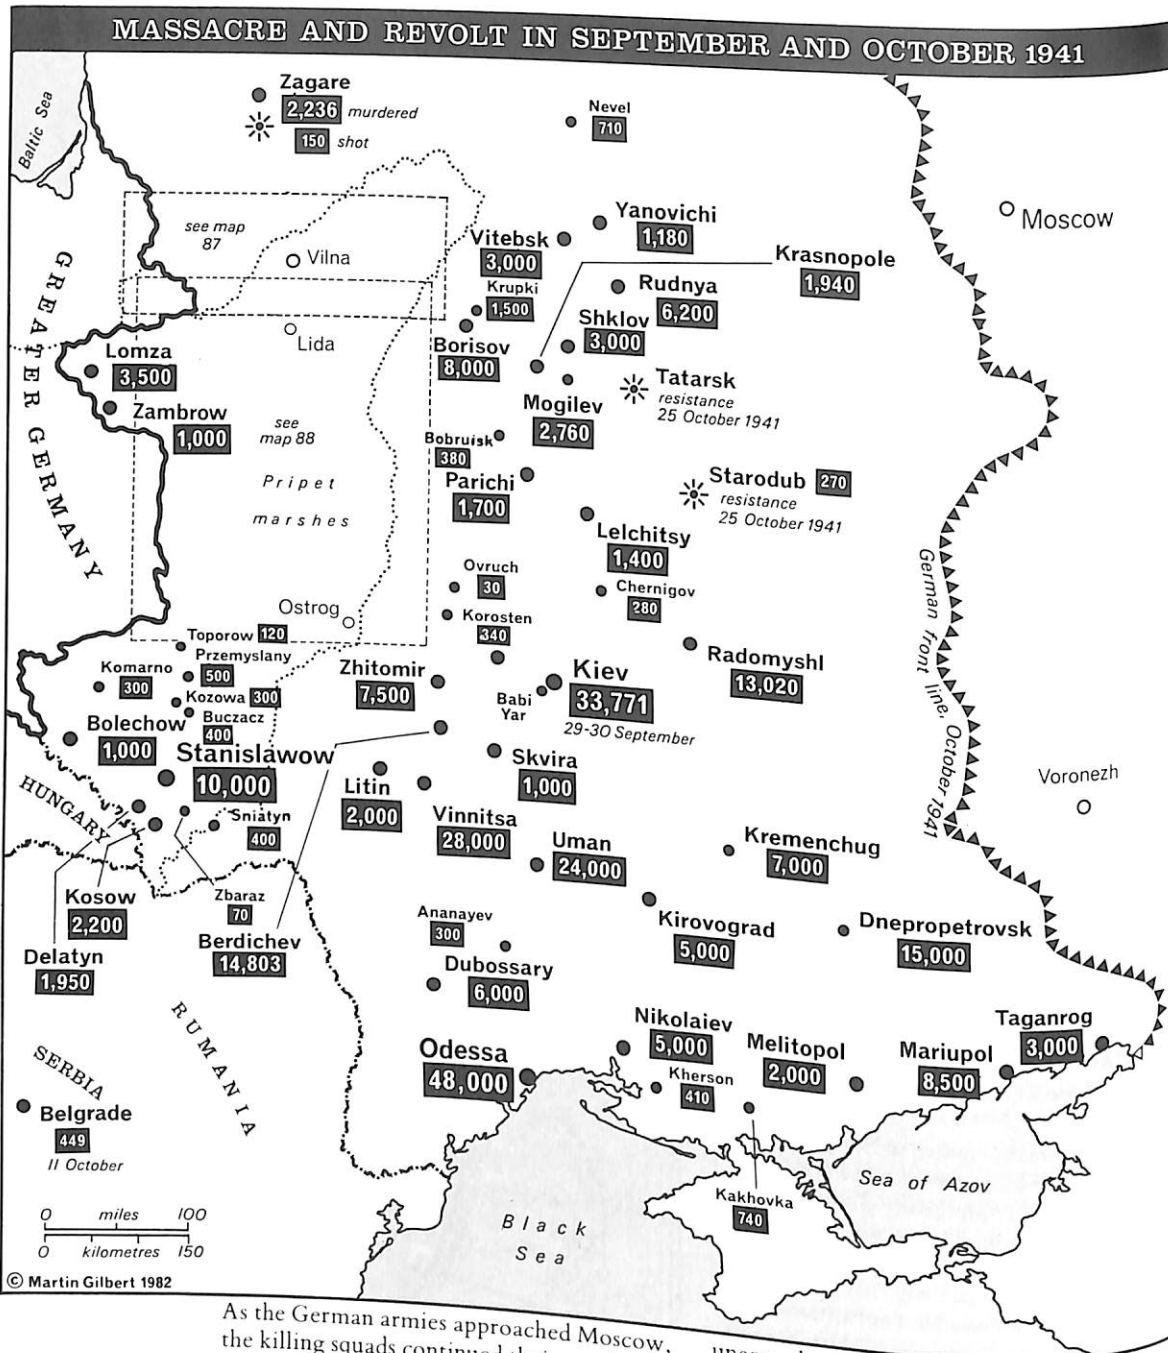 MASSACRE AND REVOLT IN SEPTEMBER AND OCTOBER 1941
Baltic Sea
Zagare
2,236 murdered
150 shot
Nevel
710
Moscow
see map
87
Vilna
Yanovichi
1,180
Vitebsk
3,000
Krasnopole
1,940
Krupki
1,500
Rudnya
6,200
GREATER GERMANY
Lida
Shklov
3,000
Borisov
8,000
Lomza
3,500
Tatarsk
resistance
25 October 1941
Zambrow
1,000
Mogilev
2,760
see
map 88
Bobruisk
380
Pripet
marshes
Parichi
1,700
Starodub 270
resistance
25 October 1941
Lelchitsy
1,400
German front line, October 1941
Ovruch
30
Chernigov
280
Ostrog
Korosten
340
Toporow 120
Przemyslany
500
Komarno
300
Kozowa 300
Buczacz
400
Zhitomir
7,500
Kiev
33,771
29-30 September
Babi
Yar
Radomyshl
13,020
Bolechow
1,000
Stanislawow
10,000
HUNGARY
Skvira
1,000
Voronezh
Litin
2,000
Sniatyn
400
Vinnitsa
28,000
Uman
24,000
Kremenchug
7,000
Kosow
2,200
Zbaraz
70
Ananayev
300
Kirovograd
5,000
Dnepropetrovsk
15,000
Delatyn
1,950
Berdichev
14,803
Dubossary
6,000
RUMANIA
Nikolaiev
5,000
Taganrog
3,000
Odessa
48,000
Melitopol
2,000
Mariupol
8,500
SERBIA
Kherson
410
Belgrade
449
11 October
Kakhovka
740
Sea of Azov
Black
Sea
0 miles 100
0 kilometres 150
© Martin Gilbert 1982
As the German armies approached Moscow,
the killing squads continued